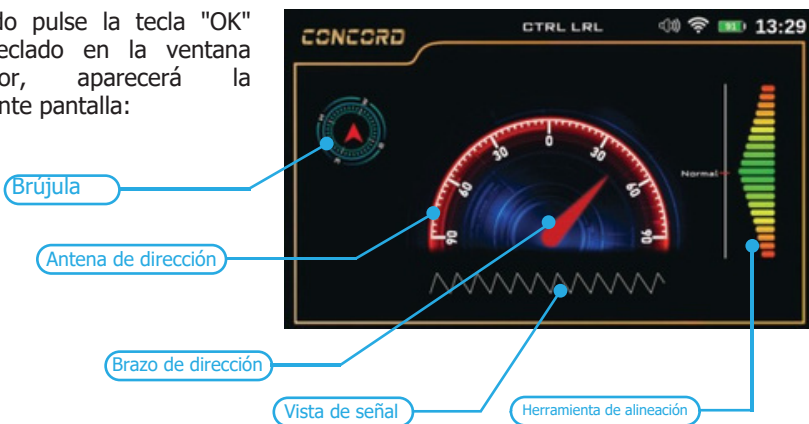 lo pulse la tecla "OK"
eclado en la ventana
or, aparecerá la
nte pantalla:
CONCORD
CTRL LRL
91
13:29
90
60
30
0
30
60
90
Normal
Brújula
Antena de dirección
Brazo de dirección
Vista de señal
Herramienta de alineación